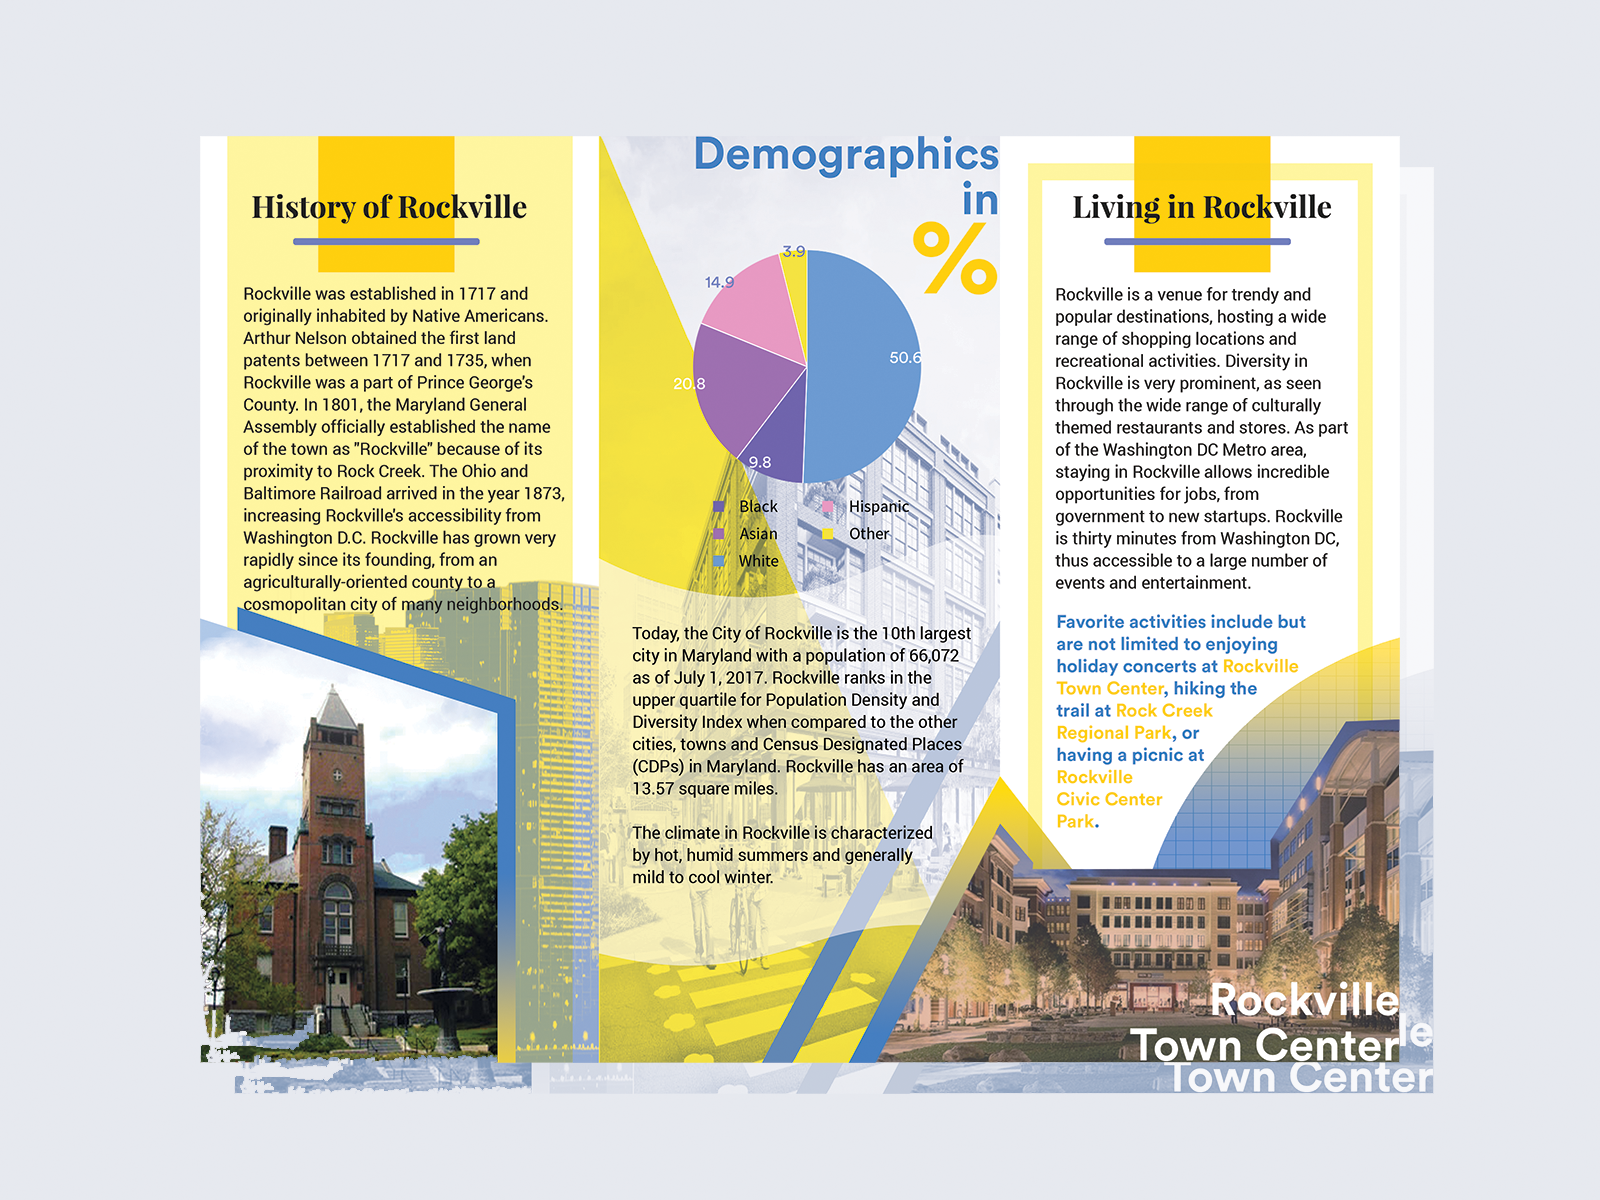 History of Rockville
Rockville was established in 1717 and
originally inhabited by Native Americans.
Arthur Nelson obtained the first land
patents between 1717 and 1735, when
Rockville was a part of Prince George's
County. In 1801, the Maryland General
Assembly officially established the name
of the town as "Rockville" because of its
proximity to Rock Creek. The Ohio and
Baltimore Railroad arrived in the year 1873,
increasing Rockville's accessibility from
Washington D.C. Rockville has grown very
rapidly since its founding, from an
agriculturally-oriented county to a
cosmopolitan city of many neighborhoods.
Demographics
in
%
3.9
14.9
50.6
20.8
9.8
Black
Hispanic
Asian
Other
White
Today, the City of Rockville is the 10th largest
city in Maryland with a population of 66,072
as of July 1, 2017. Rockville ranks in the
upper quartile for Population Density and
Diversity Index when compared to the other
cities, towns and Census Designated Places
(CDPs) in Maryland. Rockville has an area of
13.57 square miles.
The climate in Rockville is characterized
by hot, humid summers and generally
mild to cool winter.
Living in Rockville
Rockville is a venue for trendy and
popular destinations, hosting a wide
range of shopping locations and
recreational activities. Diversity in
Rockville is very prominent, as seen
through the wide range of culturally
themed restaurants and stores. As part
of the Washington DC Metro area,
staying in Rockville allows incredible
opportunities for jobs, from
government to new startups. Rockville
is thirty minutes from Washington DC,
thus accessible to a large number of
events and entertainment.
Favorite activities include but
are not limited to enjoying
holiday concerts at Rockville
Town Center, hiking the
trail at Rock Creek
Regional Park, or
having a picnic at
Rockville
Civic Center
Park.
Rockville
le
Town Center
Town Center